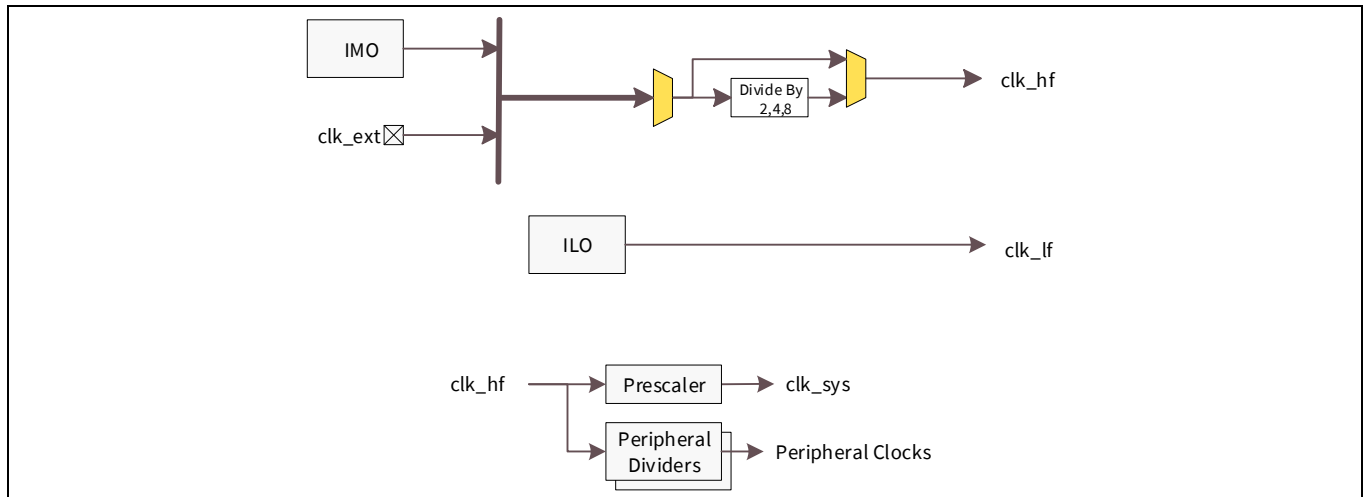 IMO
clk_ext
Divide By
2,4,8
clk_hf
ILO
clk_lf
clk_hf
Prescaler
clk_sys
Peripheral
Dividers
Peripheral Clocks